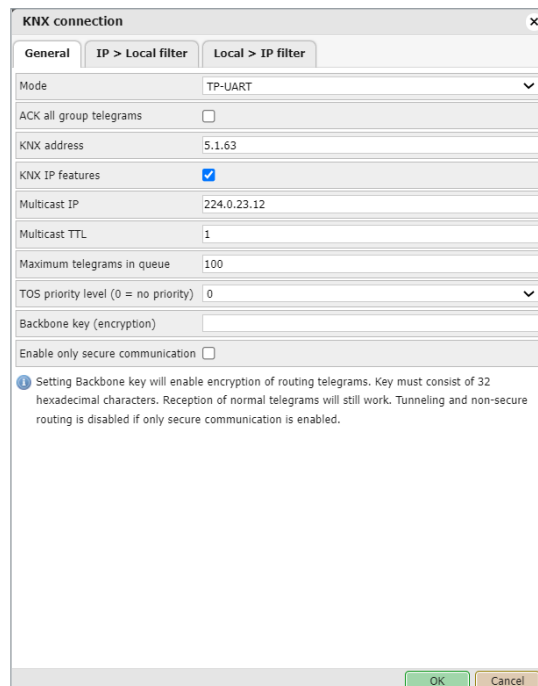 KNX connection
General IP > Local filter Local > IP filter
Mode TP-UART
ACK all group telegrams
KNX address 5.1.63
KNX IP features
Multicast IP 224.0.23.12
Multicast TTL 1
Maximum telegrams in queue 100
TOS priority level (0 = no priority) 0
Backbone key (encryption)
Enable only secure communication
Setting Backbone key will enable encryption of routing telegrams. Key must consist of 32
hexadecimal characters. Reception of normal telegrams will still work. Tunneling and non-secure
routing is disabled if only secure communication is enabled.
OK Cancel